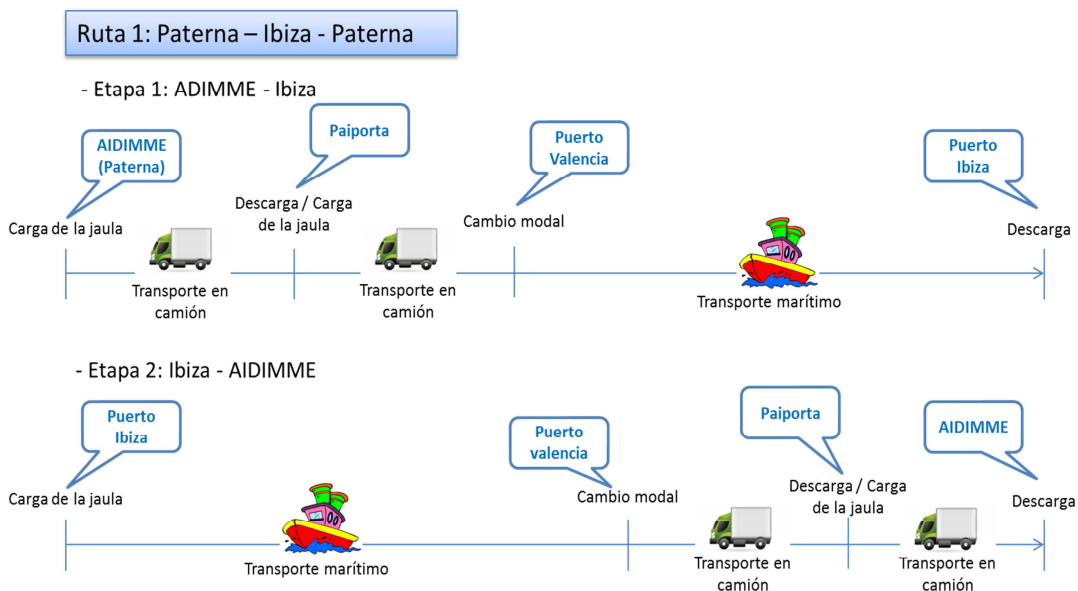 Ruta 1: Paterna – Ibiza - Paterna
- Etapa 1: ADIMME - Ibiza
AIDIMME
(Paterna)
Paiporta
Puerto
Valencia
Puerto
Ibiza
Carga de la jaula
Descarga / Carga
de la jaula
Cambio modal
Descarga
Transporte en
camión
Transporte en
camión
Transporte marítimo
- Etapa 2: Ibiza - AIDIMME
Puerto
Ibiza
Puerto
valencia
Paiporta
AIDIMME
Carga de la jaula
Cambio modal
Descarga / Carga
de la jaula
Descarga
Transporte marítimo
Transporte en
camión
Transporte en
camión